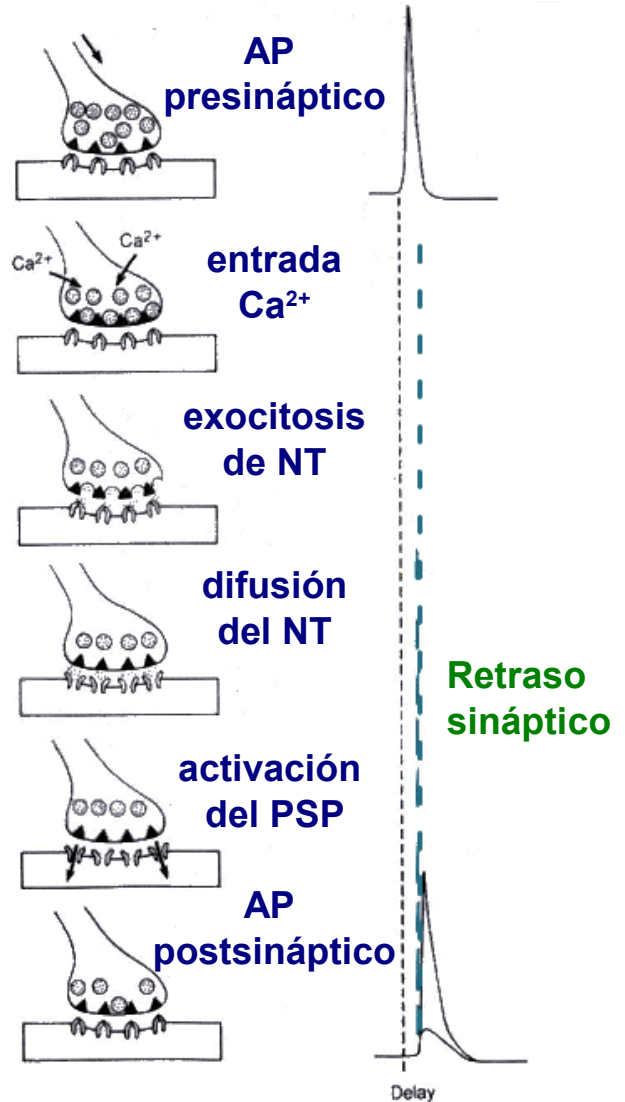 AP
presináptico
Ca²⁺
Ca²⁺
entrada
Ca²⁺
exocitosis
de NT
difusión
del NT
Retraso
sináptico
activación
del PSP
AP
postsináptico
Delay